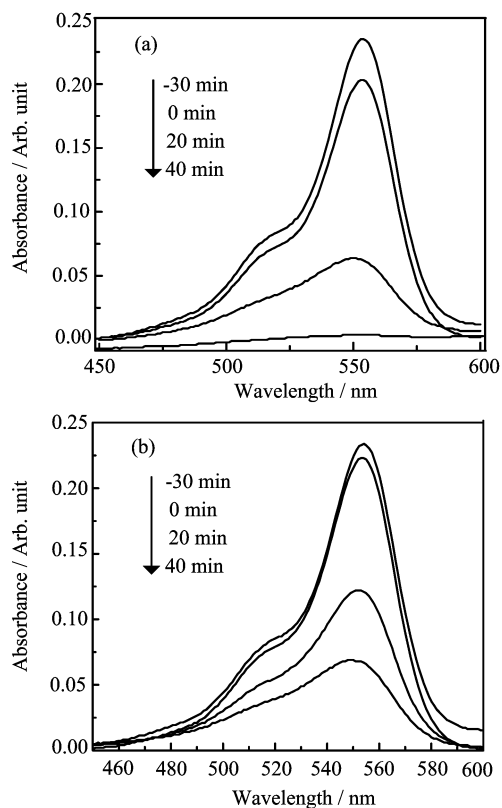 (a)
-30 min
0 min
20 min
40 min
0.25
0.20
0.15
0.10
0.05
0.00
Absorbance / Arb. unit
450 500 550 600
Wavelength / nm
(b)
-30 min
0 min
20 min
40 min
0.25
0.20
0.15
0.10
0.05
0.00
Absorbance / Arb. unit
460 480 500 520 540 560 580 600
Wavelength / nm